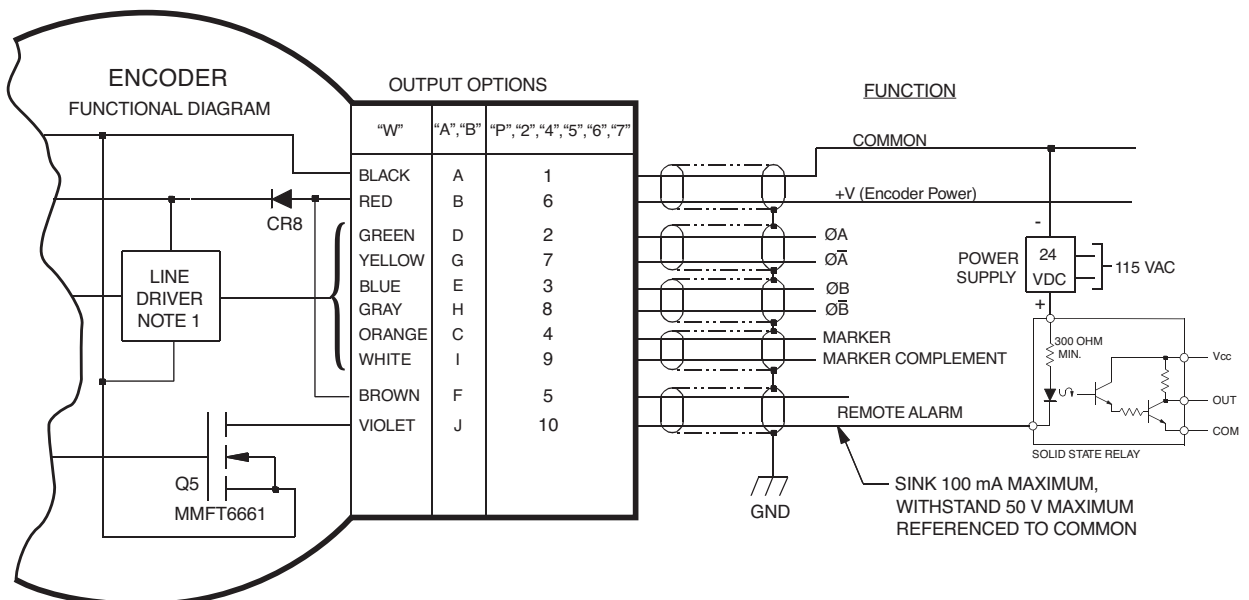 ENCODER
FUNCTIONAL DIAGRAM
OUTPUT OPTIONS
FUNCTION
"W" "A","B" "P","2","4","5","6","7"
BLACK A 1
RED B 6
GREEN D 2
YELLOW G 7
BLUE E 3
GRAY H 8
ORANGE C 4
WHITE I 9
BROWN F 5
VIOLET J 10
CR8
LINE
DRIVER
NOTE 1
Q5
MMFT6661
COMMON
+V (Encoder Power)
ØA
ØA̅
ØB
ØB̅
MARKER
MARKER COMPLEMENT
REMOTE ALARM
GND
SINK 100 mA MAXIMUM,
WITHSTAND 50 V MAXIMUM
REFERENCED TO COMMON
-
POWER
SUPPLY
24
VDC
115 VAC
+
300 OHM
MIN.
Vcc
OUT
COM
SOLID STATE RELAY